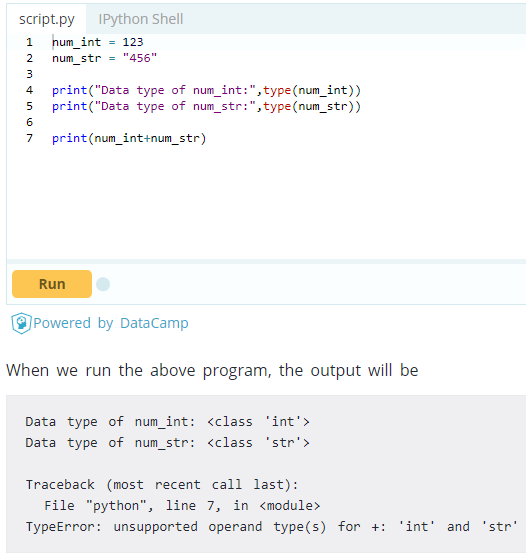 script.py IPython Shell
1 num_int = 123
2 num_str = "456"
3
4 print("Data type of num_int:",type(num_int))
5 print("Data type of num_str:",type(num_str))
6
7 print(num_int+num_str)
Run
Powered by DataCamp
When we run the above program, the output will be
Data type of num_int: <class 'int'>
Data type of num_str: <class 'str'>
Traceback (most recent call last):
File "python", line 7, in <module>
TypeError: unsupported operand type(s) for +: 'int' and 'str'